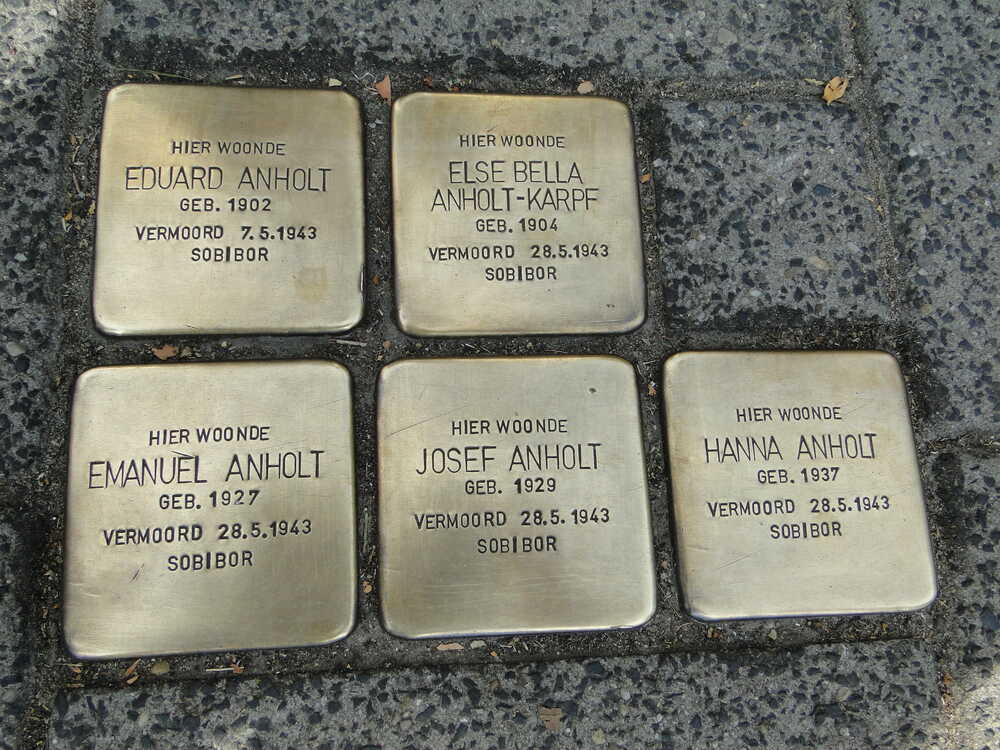 HIER WOONDE
EDUARD ANHOLT
GEB. 1902
VERMOORD 7.5.1943
SOBIBOR
HIER WOONDE
ELSE BELLA
ANHOLT-KARPF
GEB. 1904
VERMOORD 28.5.1943
SOBIBOR
HIER WOONDE
EMANUEL ANHOLT
GEB. 1927
VERMOORD 28.5.1943
SOBIBOR
HIER WOONDE
JOSEF ANHOLT
GEB. 1929
VERMOORD 28.5.1943
SOBIBOR
HIER WOONDE
HANNA ANHOLT
GEB. 1937
VERMOORD 28.5.1943
SOBIBOR